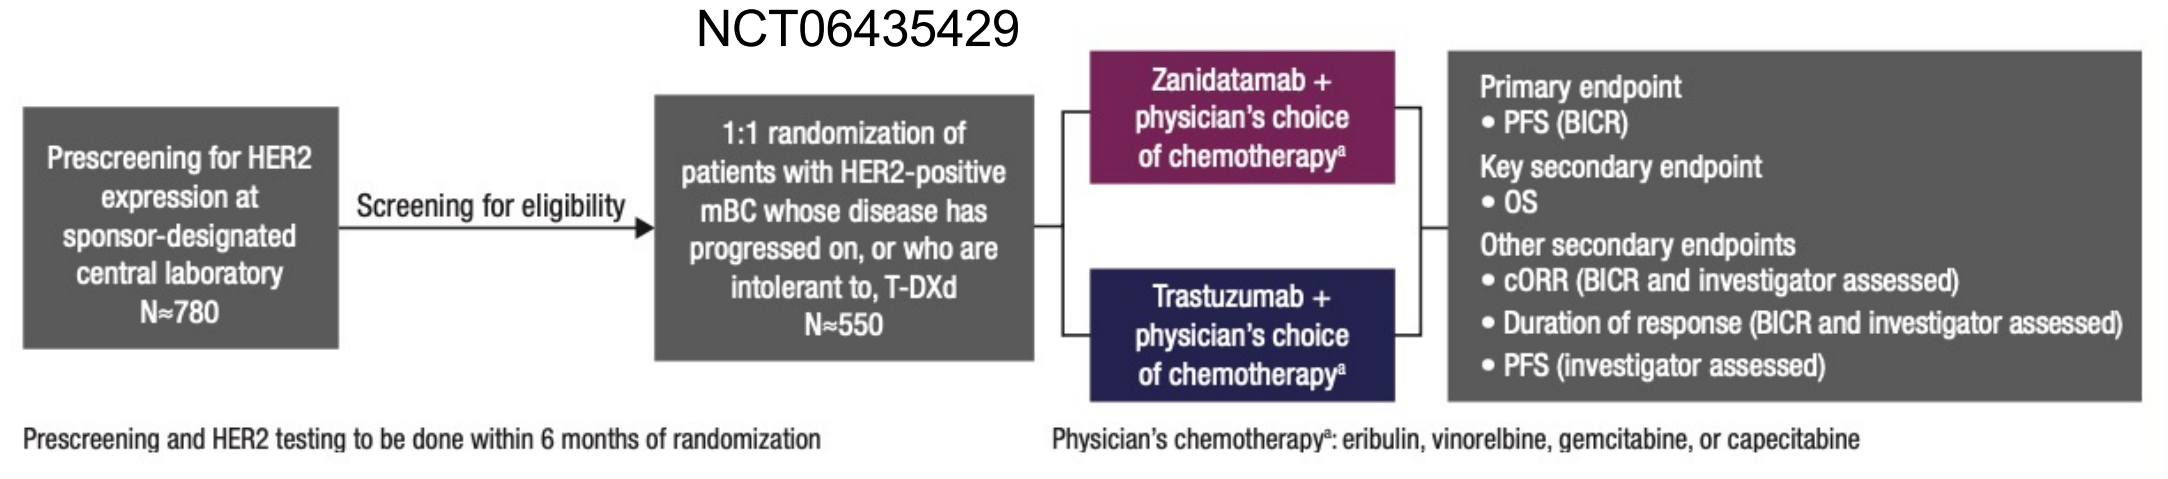 NCT06435429
Prescreening for HER2
expression at
sponsor-designated
central laboratory
N≈780
Screening for eligibility
1:1 randomization of
patients with HER2-positive
mBC whose disease has
progressed on, or who are
intolerant to, T-DXd
N≈550
Zanidatamab +
physician’s choice
of chemotherapyᵃ
Trastuzumab +
physician’s choice
of chemotherapyᵃ
Primary endpoint
• PFS (BICR)
Key secondary endpoint
• OS
Other secondary endpoints
• cORR (BICR and investigator assessed)
• Duration of response (BICR and investigator assessed)
• PFS (investigator assessed)
Prescreening and HER2 testing to be done within 6 months of randomization
Physician’s chemotherapyᵃ: eribulin, vinorelbine, gemcitabine, or capecitabine